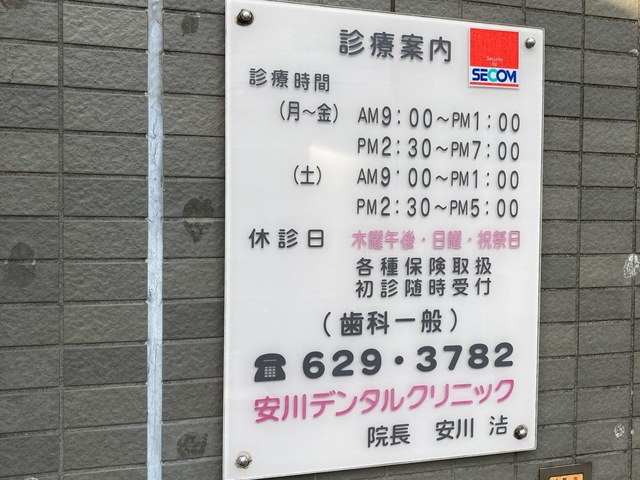 診療案内
Security by
SECOM
診療時間
(月〜金) AM9:00〜PM1:00
PM2:30〜PM7:00
(土) AM9:00〜PM1:00
PM2:30〜PM5:00
休診日 木曜午後・日曜・祝祭日
各種保険取扱
初診随時受付
(歯科一般)
☎629・3782
安川デンタルクリニック
院長 安川 洁